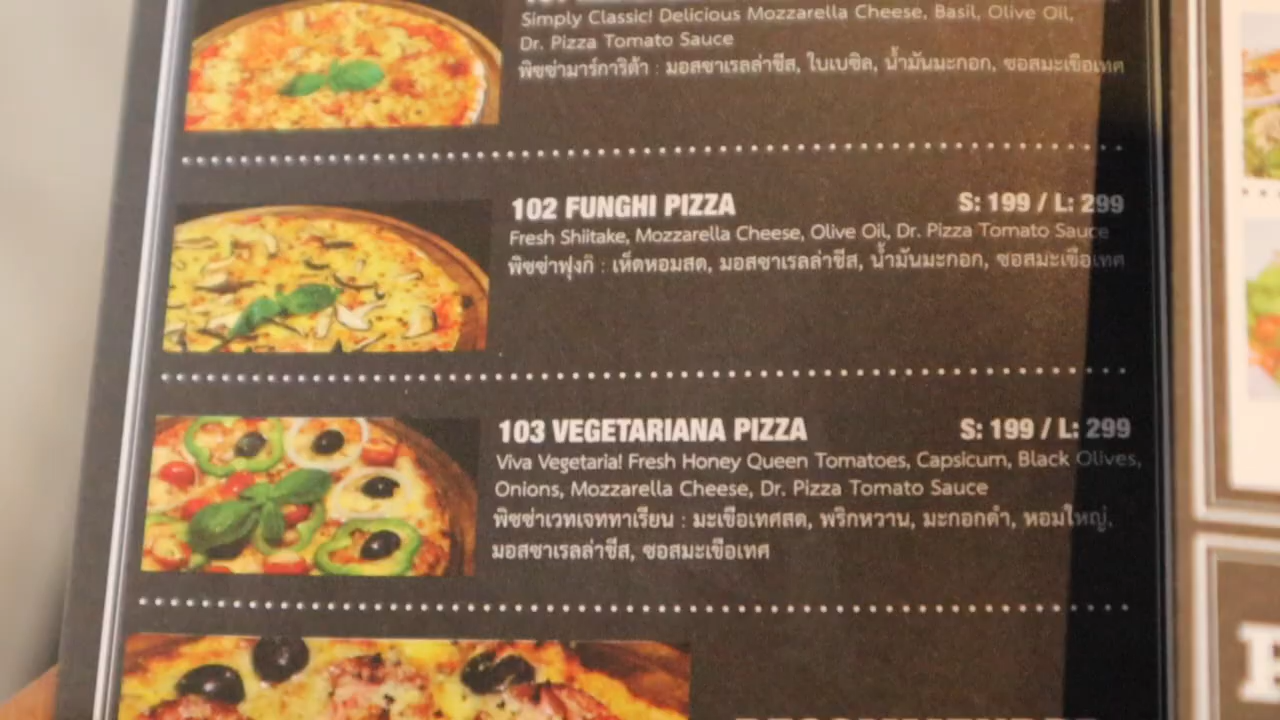 Simply Classic! Delicious Mozzarella Cheese, Basil, Olive Oil,
Dr. Pizza Tomato Sauce
พิซซ่ามาร์การิต้า : มอสซาเรลล่าชีส, ใบเบซิล, น้ำมันมะกอก, ซอสมะเขือเทศ
102 FUNGHI PIZZA S: 199 / L: 299
Fresh Shiitake, Mozzarella Cheese, Olive Oil, Dr. Pizza Tomato Sauce
พิซซ่าฟุงกิ : เห็ดหอมสด, มอสซาเรลล่าชีส, น้ำมันมะกอก, ซอสมะเขือเทศ
103 VEGETARIANA PIZZA S: 199 / L: 299
Viva Vegetaria! Fresh Honey Queen Tomatoes, Capsicum, Black Olives,
Onions, Mozzarella Cheese, Dr. Pizza Tomato Sauce
พิซซ่าเวทเจททาเรียน : มะเขือเทศสด, พริกหวาน, มะกอกดำ, หอมใหญ่,
มอสซาเรลล่าชีส, ซอสมะเขือเทศ